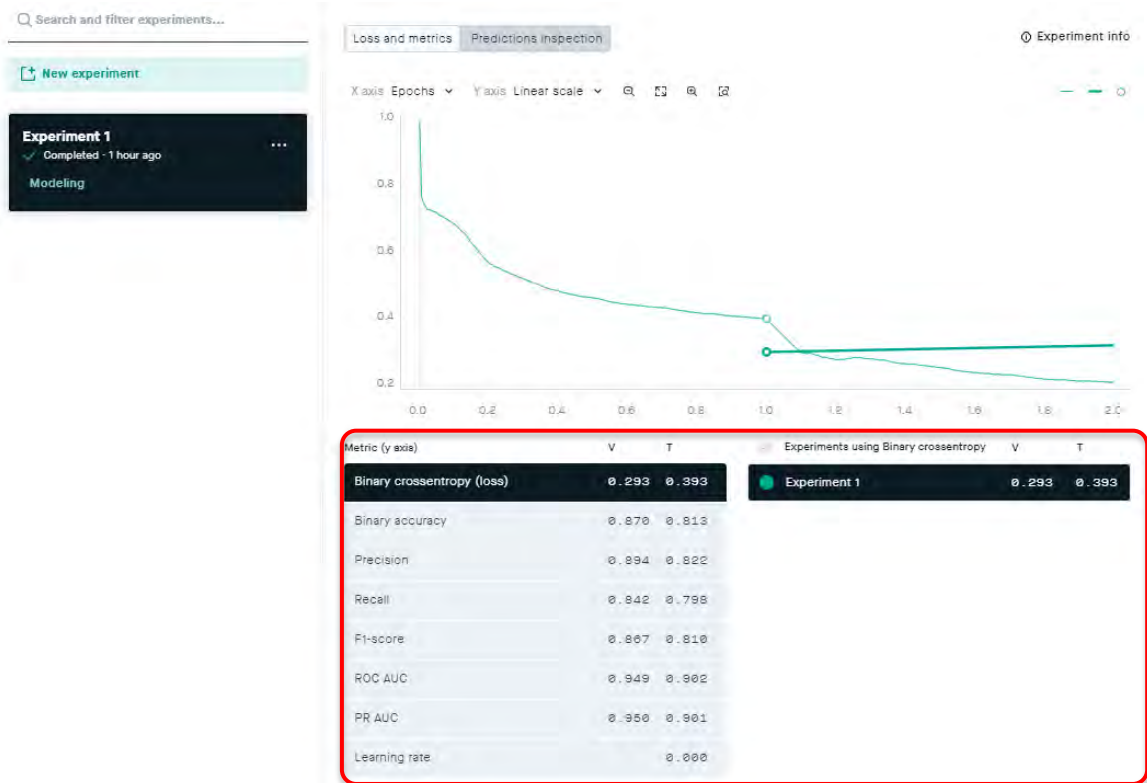 Search and filter experiments...
New experiment
Experiment 1
Completed - 1 hour ago
Modeling
Loss and metrics Predictions inspection
Experiment info
X axis Epochs Y axis Linear scale
1.0
0.8
0.6
0.4
0.2
0.0 0.2 0.4 0.6 0.8 1.0 1.2 1.4 1.6 1.8 2.0
Metric (y axis) V T
Binary crossentropy (loss) 0.293 0.393
Binary accuracy 0.870 0.813
Precision 0.894 0.822
Recall 0.842 0.798
F1-score 0.867 0.810
ROC AUC 0.949 0.902
PR AUC 0.950 0.901
Learning rate 0.000
Experiments using Binary crossentropy V T
Experiment 1 0.293 0.393